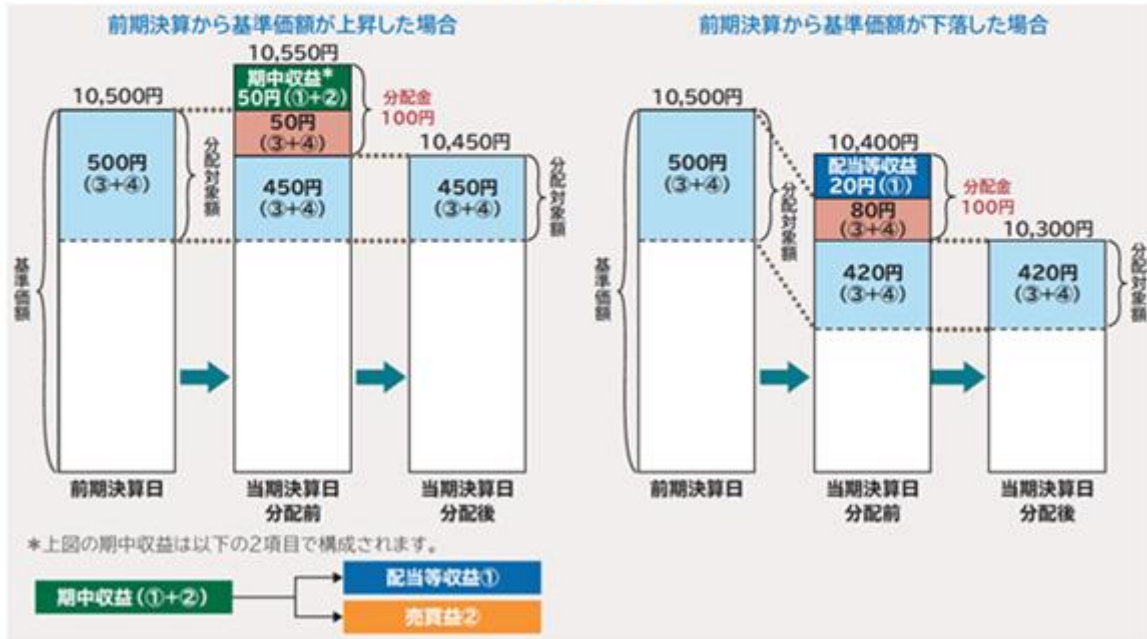 前期決算から基準価額が上昇した場合
10,500円
500円
(③+④)
分配対象額
基準価額
前期決算日
10,550円
期中収益*
50円(①+②)
50円
(③+④)
450円
(③+④)
分配金
100円
当期決算日
分配前
10,450円
450円
(③+④)
分配対象額
当期決算日
分配後
前期決算から基準価額が下落した場合
10,500円
500円
(③+④)
分配対象額
基準価額
前期決算日
10,400円
配当等収益
20円(①)
80円
(③+④)
420円
(③+④)
分配金
100円
当期決算日
分配前
10,300円
420円
(③+④)
分配対象額
当期決算日
分配後
*上図の期中収益は以下の2項目で構成されます。
期中収益(①+②)
配当等収益①
売買益②